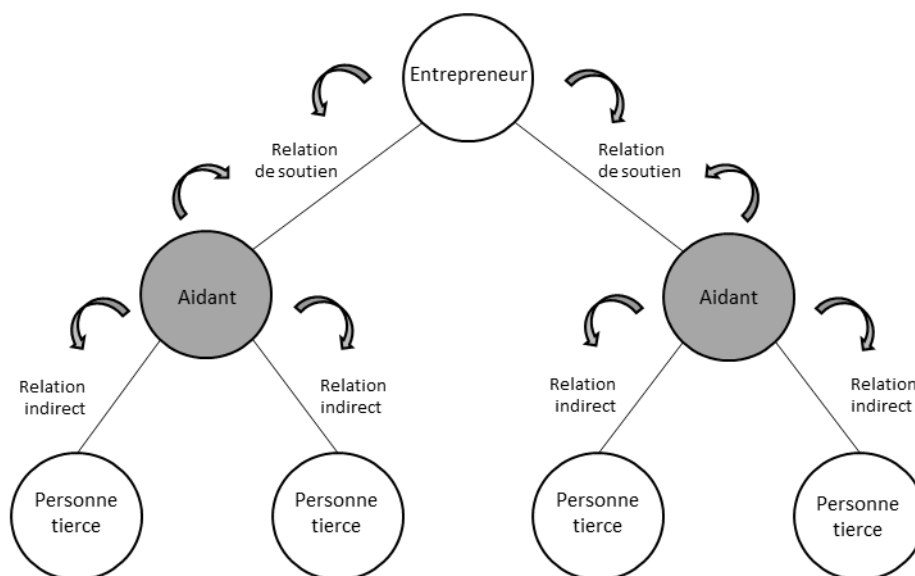 Entrepreneur
Relation
de soutien
Relation
de soutien
Aidant
Aidant
Relation
indirect
Relation
indirect
Relation
indirect
Relation
indirect
Personne
tierce
Personne
tierce
Personne
tierce
Personne
tierce